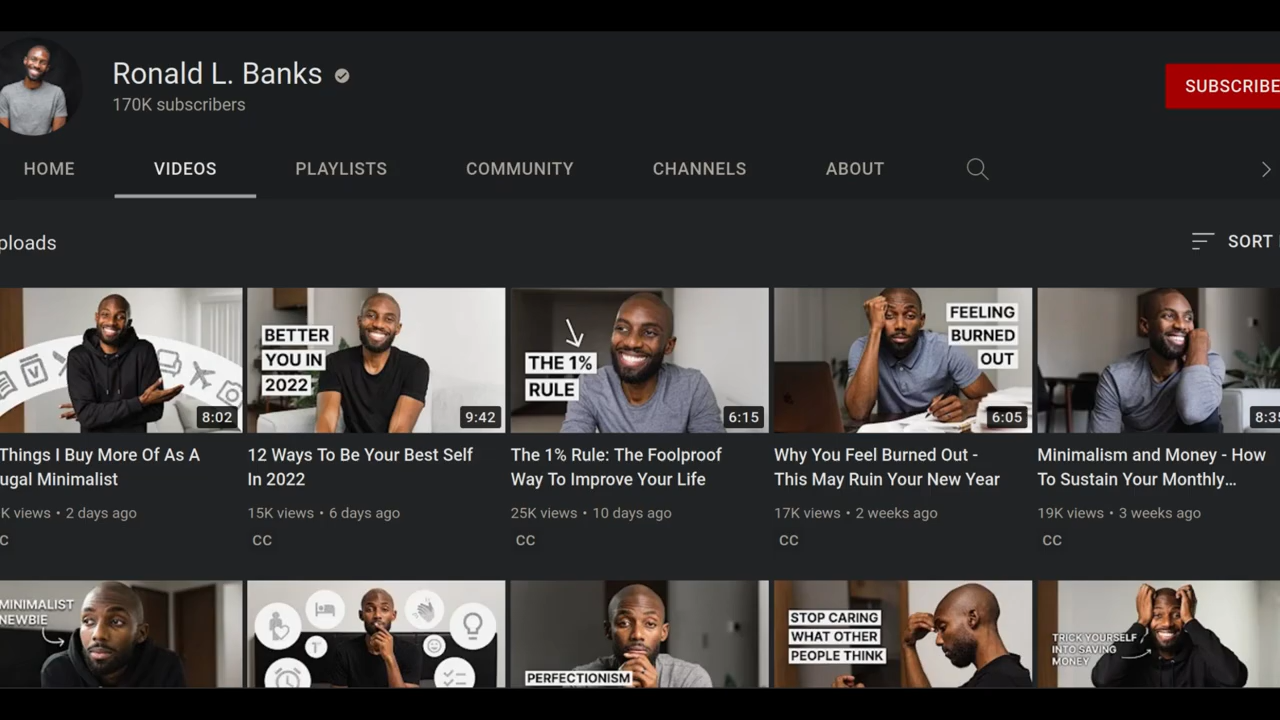 Ronald L. Banks
170K subscribers
SUBSCRIBE
HOME
VIDEOS
PLAYLISTS
COMMUNITY
CHANNELS
ABOUT
ploads
SORT
BETTER
YOU IN
2022
THE 1%
RULE
FEELING
BURNED
OUT
8:02
9:42
6:15
6:05
8:35
Things I Buy More Of As A
ugal Minimalist
K views • 2 days ago
C
12 Ways To Be Your Best Self
In 2022
15K views • 6 days ago
CC
The 1% Rule: The Foolproof
Way To Improve Your Life
25K views • 10 days ago
CC
Why You Feel Burned Out -
This May Ruin Your New Year
17K views • 2 weeks ago
CC
Minimalism and Money - How
To Sustain Your Monthly...
19K views • 3 weeks ago
CC
MINIMALIST
NEWBIE
PERFECTIONISM
STOP CARING
WHAT OTHER
PEOPLE THINK
TRICK YOURSELF
INTO SAVING
MONEY